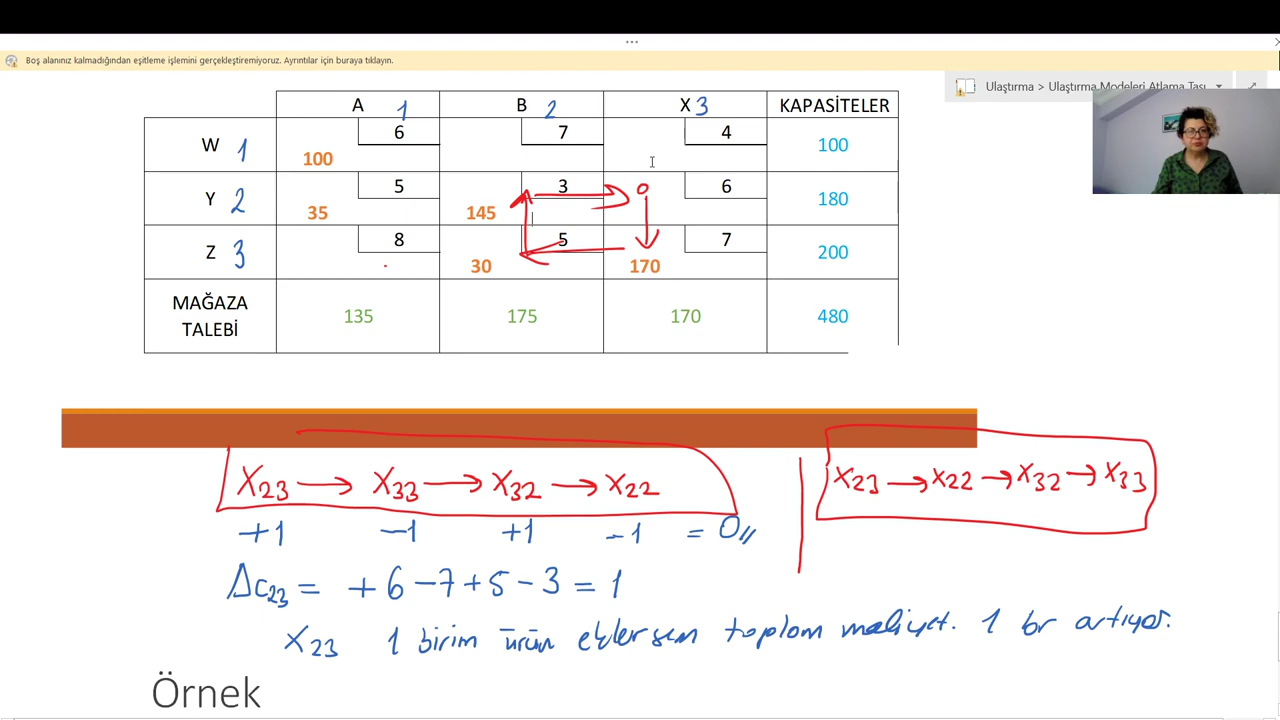 Boş alanınız kalmadığından eşitleme işlemini gerçekleştiremiyoruz. Ayrıntılar için buraya tıklayın.
Ulaştırma > Ulaştırma Modeleri Atlama Taşı
A 1 B 2 X 3 KAPASİTELER
W 1 6 7 4 100
100
Y 2 5 3 0 6 180
35 145
Z 3 8 5 7 200
30 170
MAĞAZA TALEBİ 135 175 170 480
X23 → X33 → X32 → X22
X23 → X22 → X32 → X33
+1 -1 +1 -1 = 0//
Δc23 = +6 -7 +5 -3 = 1
X23 1 birim ürün eklersem toplam maliyet. 1 br artıyor.
Örnek